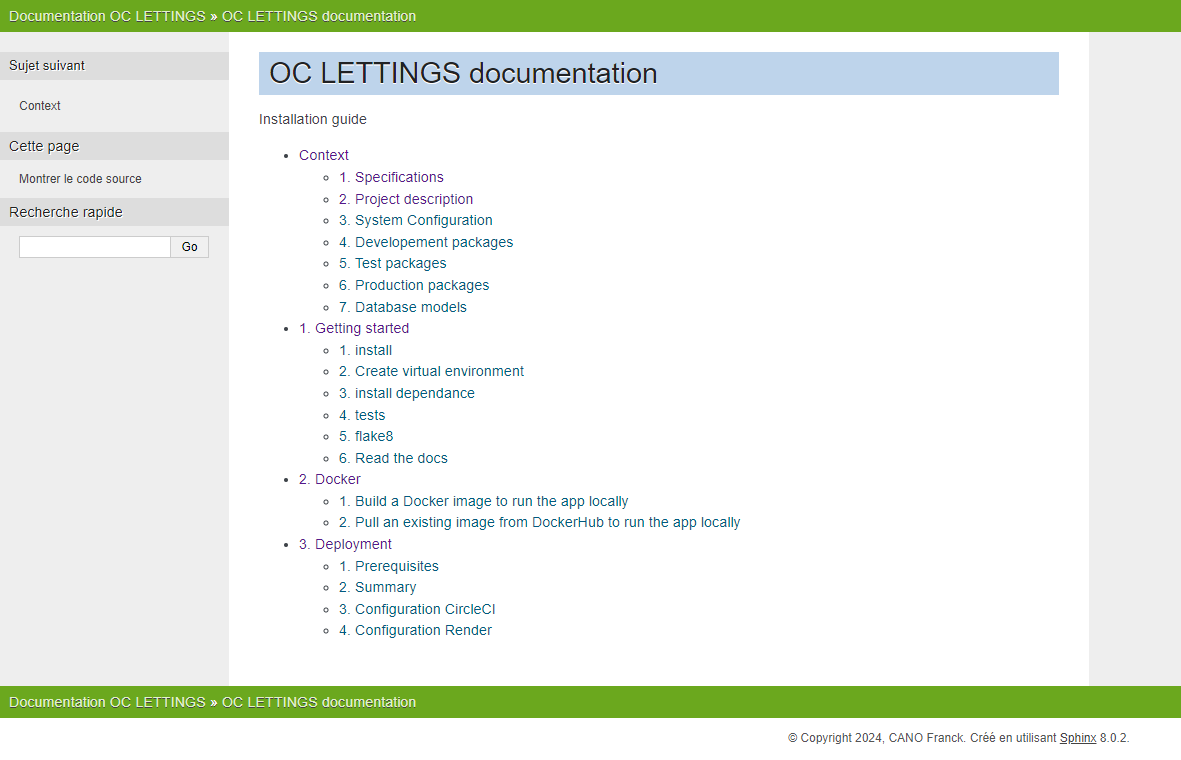 Documentation OC LETTINGS » OC LETTINGS documentation
Sujet suivant
Context
Cette page
Montrer le code source
Recherche rapide
Go
OC LETTINGS documentation
Installation guide
• Context
◦ 1. Specifications
◦ 2. Project description
◦ 3. System Configuration
◦ 4. Developement packages
◦ 5. Test packages
◦ 6. Production packages
◦ 7. Database models
• 1. Getting started
◦ 1. install
◦ 2. Create virtual environment
◦ 3. install dependance
◦ 4. tests
◦ 5. flake8
◦ 6. Read the docs
• 2. Docker
◦ 1. Build a Docker image to run the app locally
◦ 2. Pull an existing image from DockerHub to run the app locally
• 3. Deployment
◦ 1. Prerequisites
◦ 2. Summary
◦ 3. Configuration CircleCI
◦ 4. Configuration Render
Documentation OC LETTINGS » OC LETTINGS documentation
© Copyright 2024, CANO Franck. Créé en utilisant Sphinx 8.0.2.